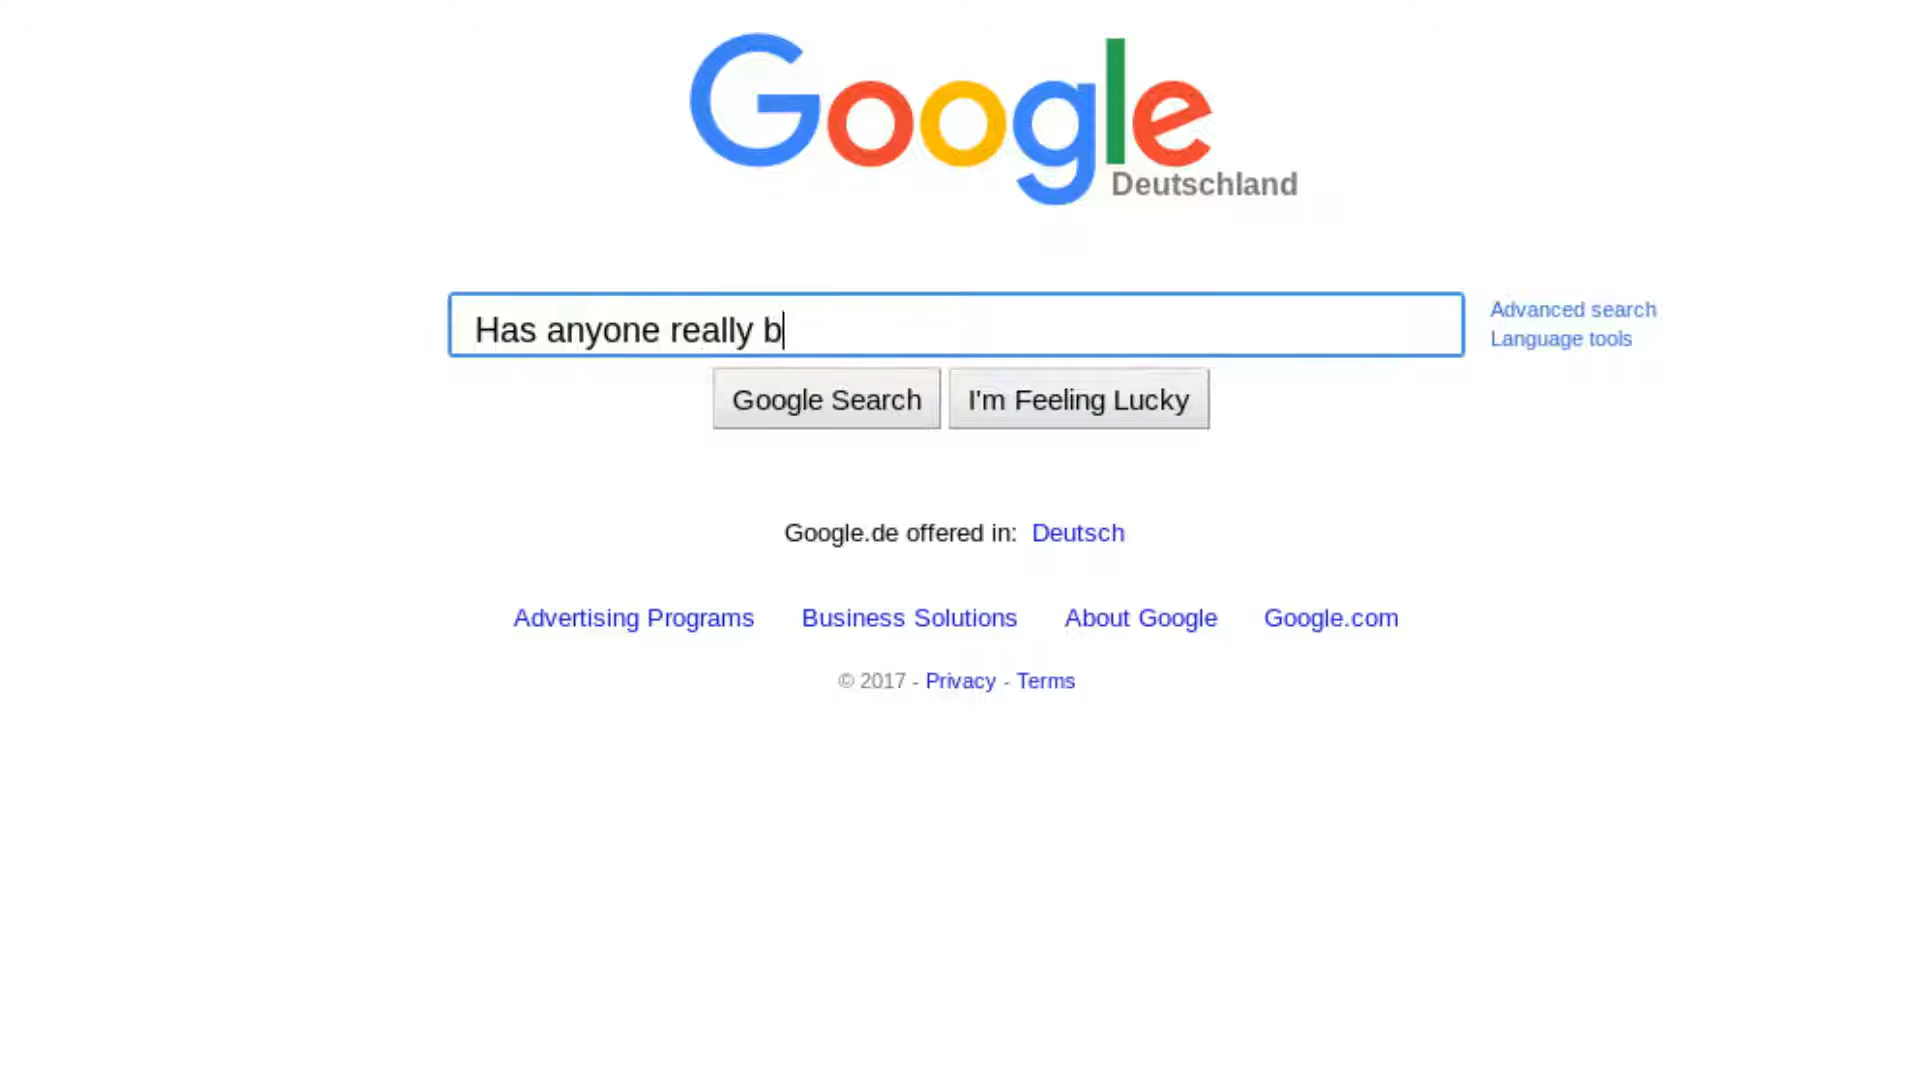 Google
Deutschland
Has anyone really b
Advanced search
Language tools
Google Search
I'm Feeling Lucky
Google.de offered in: Deutsch
Advertising Programs Business Solutions About Google Google.com
© 2017 - Privacy - Terms